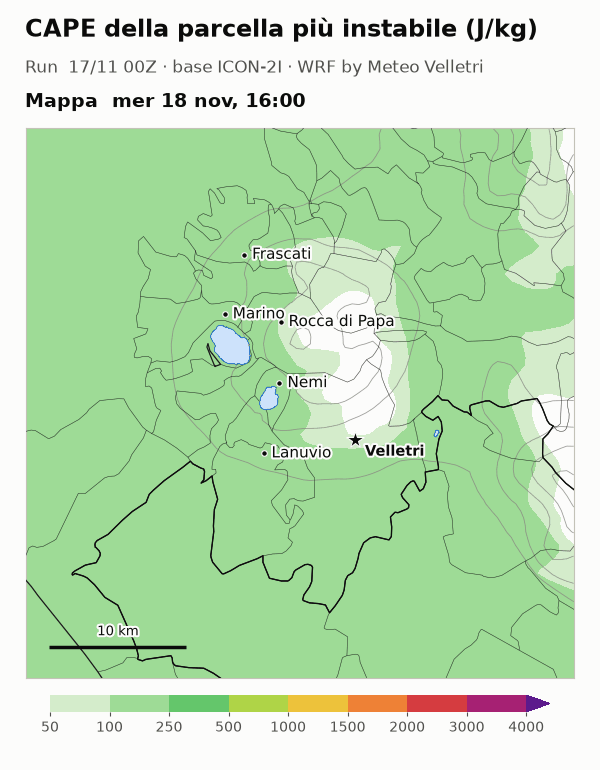 CAPE della parcella più instabile (J/kg)
Run 17/11 00Z · base ICON-2I · WRF by Meteo Velletri
Mappa mer 18 nov, 16:00
Frascati
Marino
Rocca di Papa
Nemi
Velletri
Lanuvio
10 km
50 100 250 500 1000 1500 2000 3000 4000